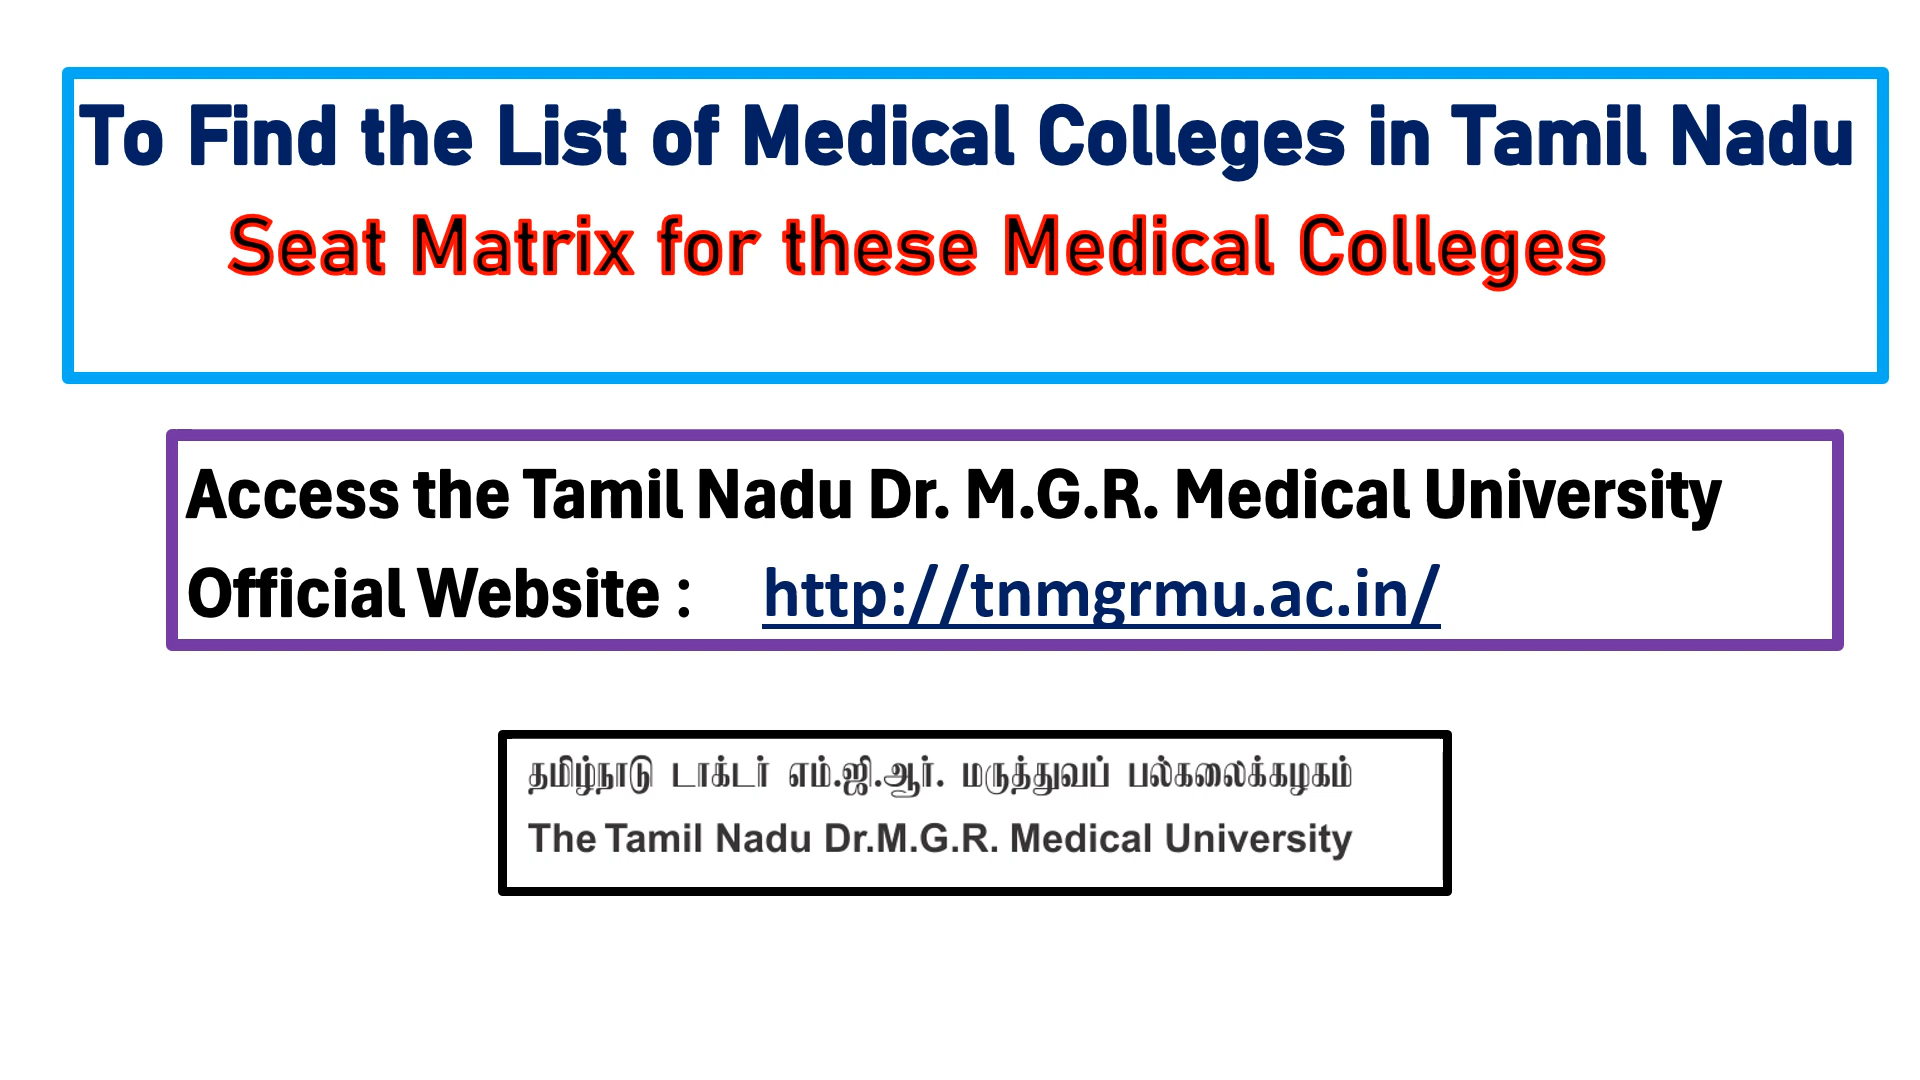 To Find the List of Medical Colleges in Tamil Nadu
Seat Matrix for these Medical Colleges
Access the Tamil Nadu Dr. M.G.R. Medical University
Official Website : http://tnmgrmu.ac.in/
தமிழ்நாடு டாக்டர் எம்.ஜி.ஆர். மருத்துவப் பல்கலைக்கழகம்
The Tamil Nadu Dr.M.G.R. Medical University